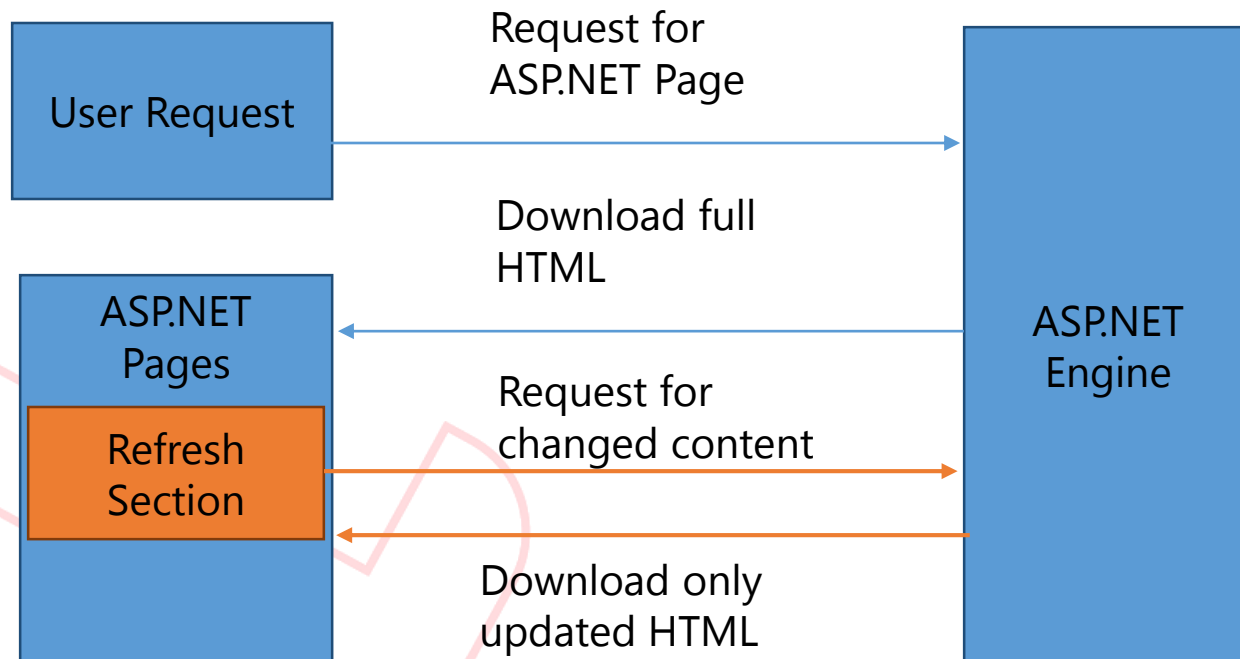 Request for
ASP.NET Page
User Request
Download full
HTML
ASP.NET
Pages
ASP.NET
Engine
Request for
changed content
Refresh
Section
Download only
updated HTML